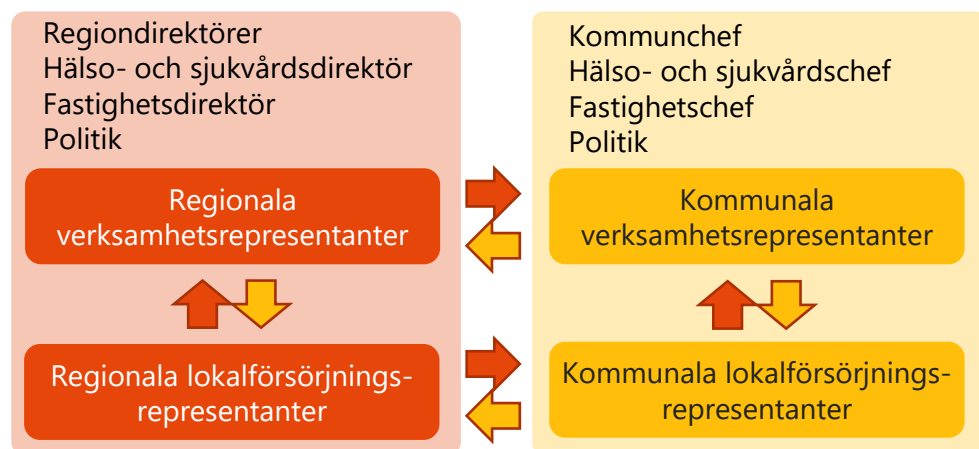 Regiondirektörer
Hälso- och sjukvårdsdirektör
Fastighetsdirektör
Politik
Regionala
verksamhetsrepresentanter
Regionala lokalförsörjnings-
representanter
Kommunchef
Hälso- och sjukvårdschef
Fastighetschef
Politik
Kommunala
verksamhetsrepresentanter
Kommunala lokalförsörjnings-
representanter